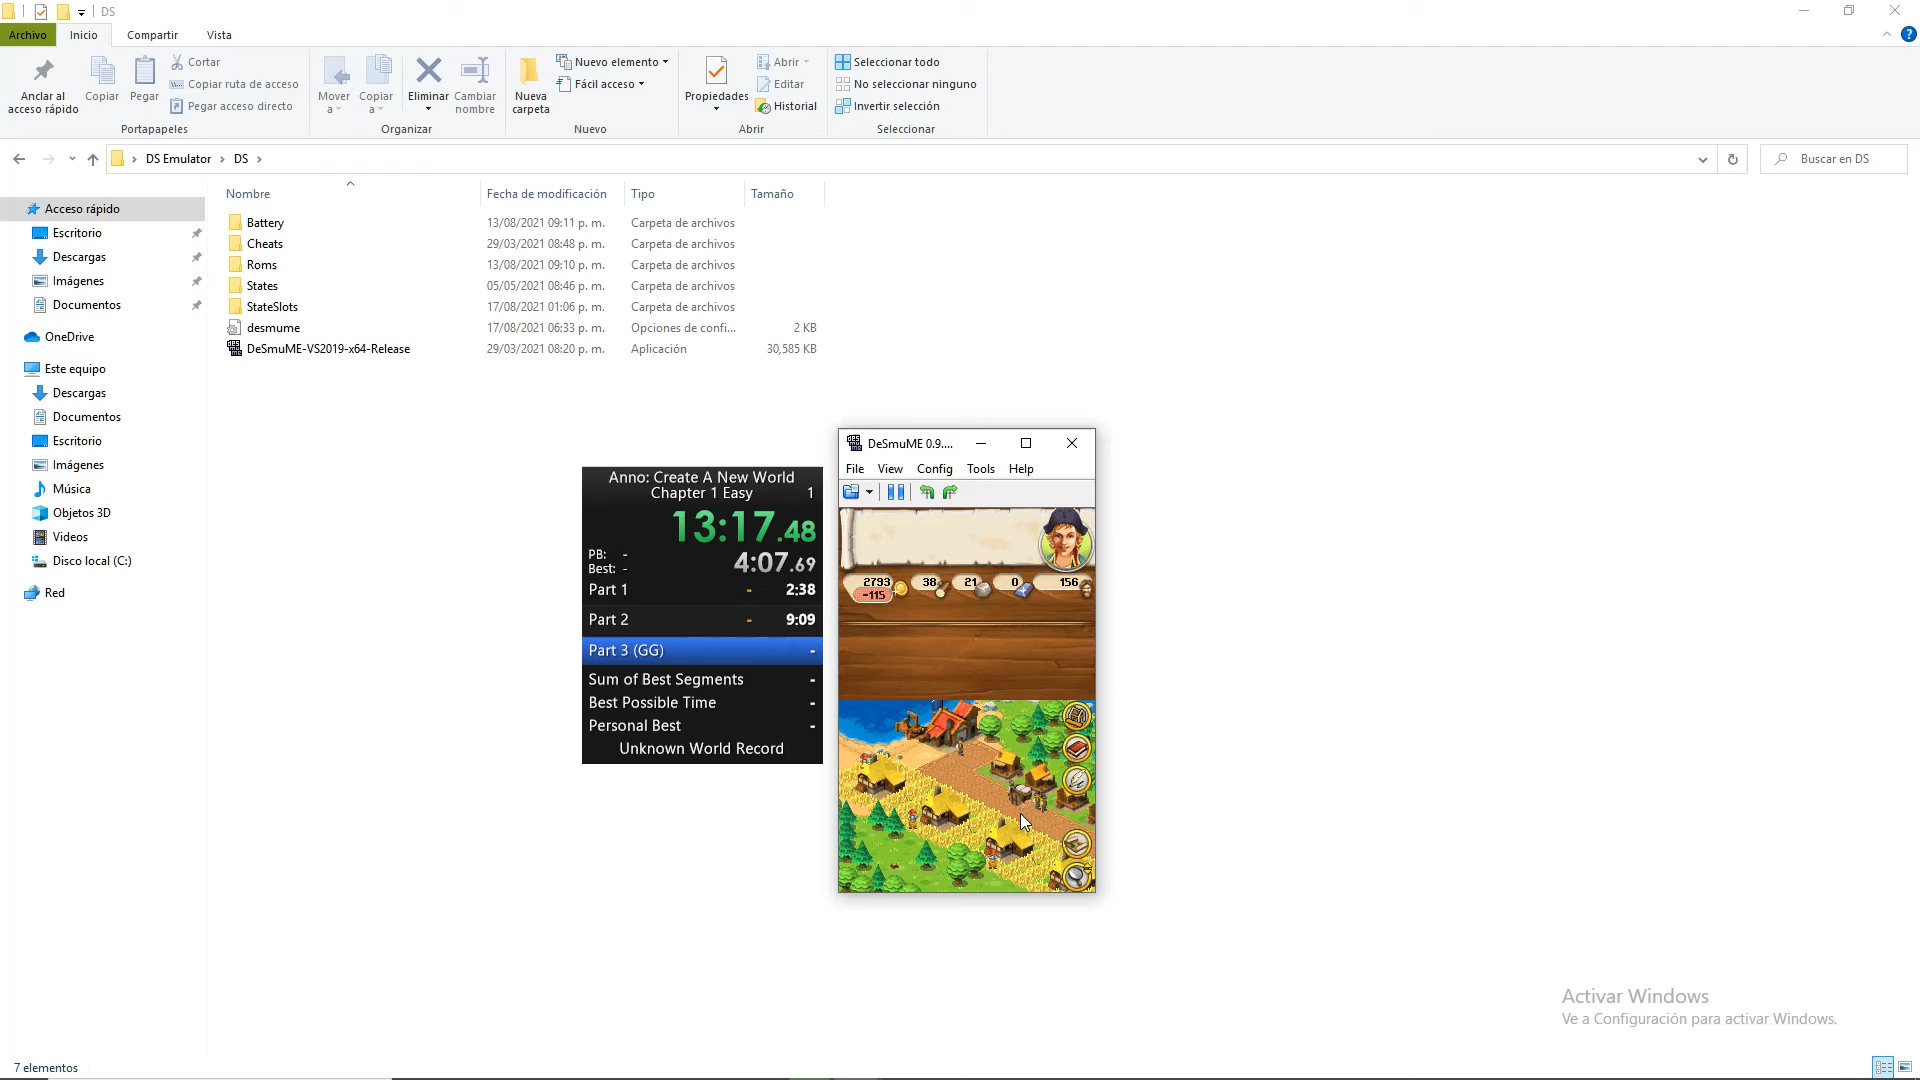 DS
Archivo
Inicio
Compartir
Vista
Anclar al
acceso rápido
Copiar
Pegar
Cortar
Copiar ruta de acceso
Pegar acceso directo
Portapapeles
Mover
a
Copiar
a
Eliminar
Cambiar
nombre
Organizar
Nueva
carpeta
Nuevo elemento
Fácil acceso
Nuevo
Propiedades
Abrir
Editar
Historial
Abrir
Seleccionar todo
No seleccionar ninguno
Invertir selección
Seleccionar
DS Emulator
DS
Buscar en DS
Nombre
Fecha de modificación
Tipo
Tamaño
Battery 13/08/2021 09:11 p. m. Carpeta de archivos
Cheats 29/03/2021 08:48 p. m. Carpeta de archivos
Roms 13/08/2021 09:10 p. m. Carpeta de archivos
States 05/05/2021 08:46 p. m. Carpeta de archivos
StateSlots 17/08/2021 01:06 p. m. Carpeta de archivos
desmume 17/08/2021 06:33 p. m. Opciones de confi... 2 KB
DeSmuME-VS2019-x64-Release 29/03/2021 08:20 p. m. Aplicación 30,585 KB
Acceso rápido
Escritorio
Descargas
Imágenes
Documentos
OneDrive
Este equipo
Descargas
Documentos
Escritorio
Imágenes
Música
Objetos 3D
Videos
Disco local (C:)
Red
Anno: Create A New World
Chapter 1 Easy 1
13:17.48
PB: -
Best: -
4:07.69
Part 1 - 2:38
Part 2 - 9:09
Part 3 (GG) -
Sum of Best Segments -
Best Possible Time -
Personal Best -
Unknown World Record
DeSmuME 0.9....
File View Config Tools Help
2793 38 21 0 156
-115
Activar Windows
Ve a Configuración para activar Windows.
7 elementos